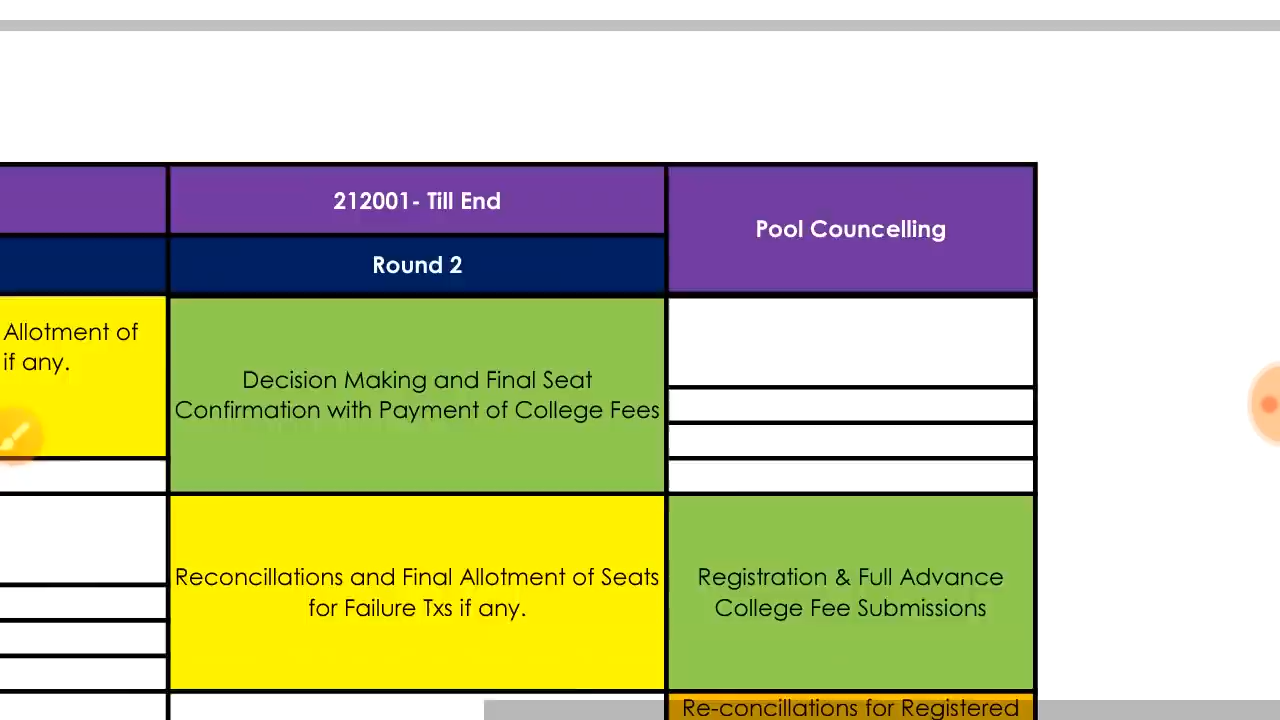 212001- Till End
Pool Councelling
Round 2
Allotment of
if any.
Decision Making and Final Seat
Confirmation with Payment of College Fees
Reconcillations and Final Allotment of Seats
for Failure Txs if any.
Registration & Full Advance
College Fee Submissions
Re-concillations for Registered